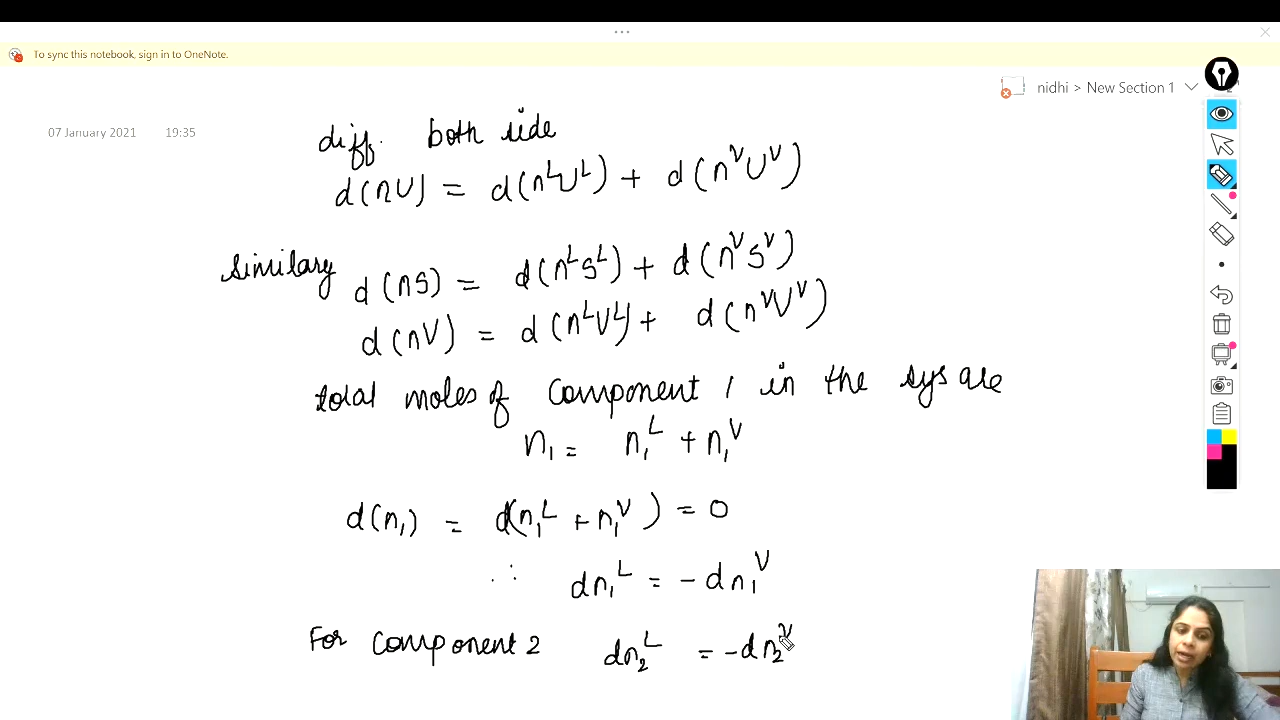 To sync this notebook, sign in to OneNote.
nidhi > New Section 1
07 January 2021 19:35
diff. both side
d(nU) = d(n^L U^L) + d(n^V U^V)
Similary d(nS) = d(n^L S^L) + d(n^V S^V)
d(nV) = d(n^L V^L) + d(n^V V^V)
total moles of Component 1 in the sys are
n₁ = n₁^L + n₁^V
d(n₁) = d(n₁^L + n₁^V) = 0
∴ dn₁^L = - dn₁^V
For Component 2 dn₂^L = - dn₂^V